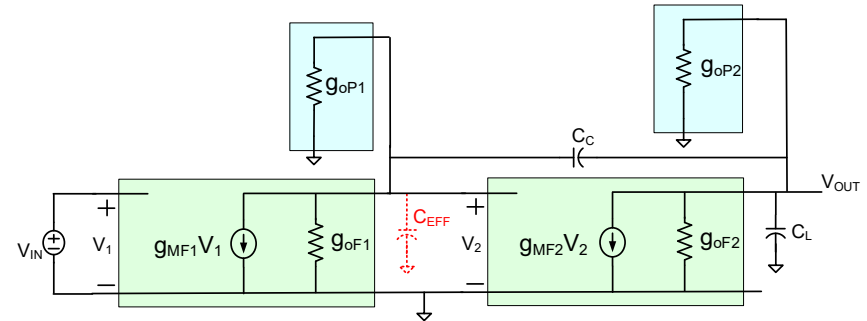 g_oP1
g_oP2
C_C
V_OUT
C_EFF
+
+
V_IN
V_1
g_MF1V_1
g_oF1
V_2
g_MF2V_2
g_oF2
C_L
−
−